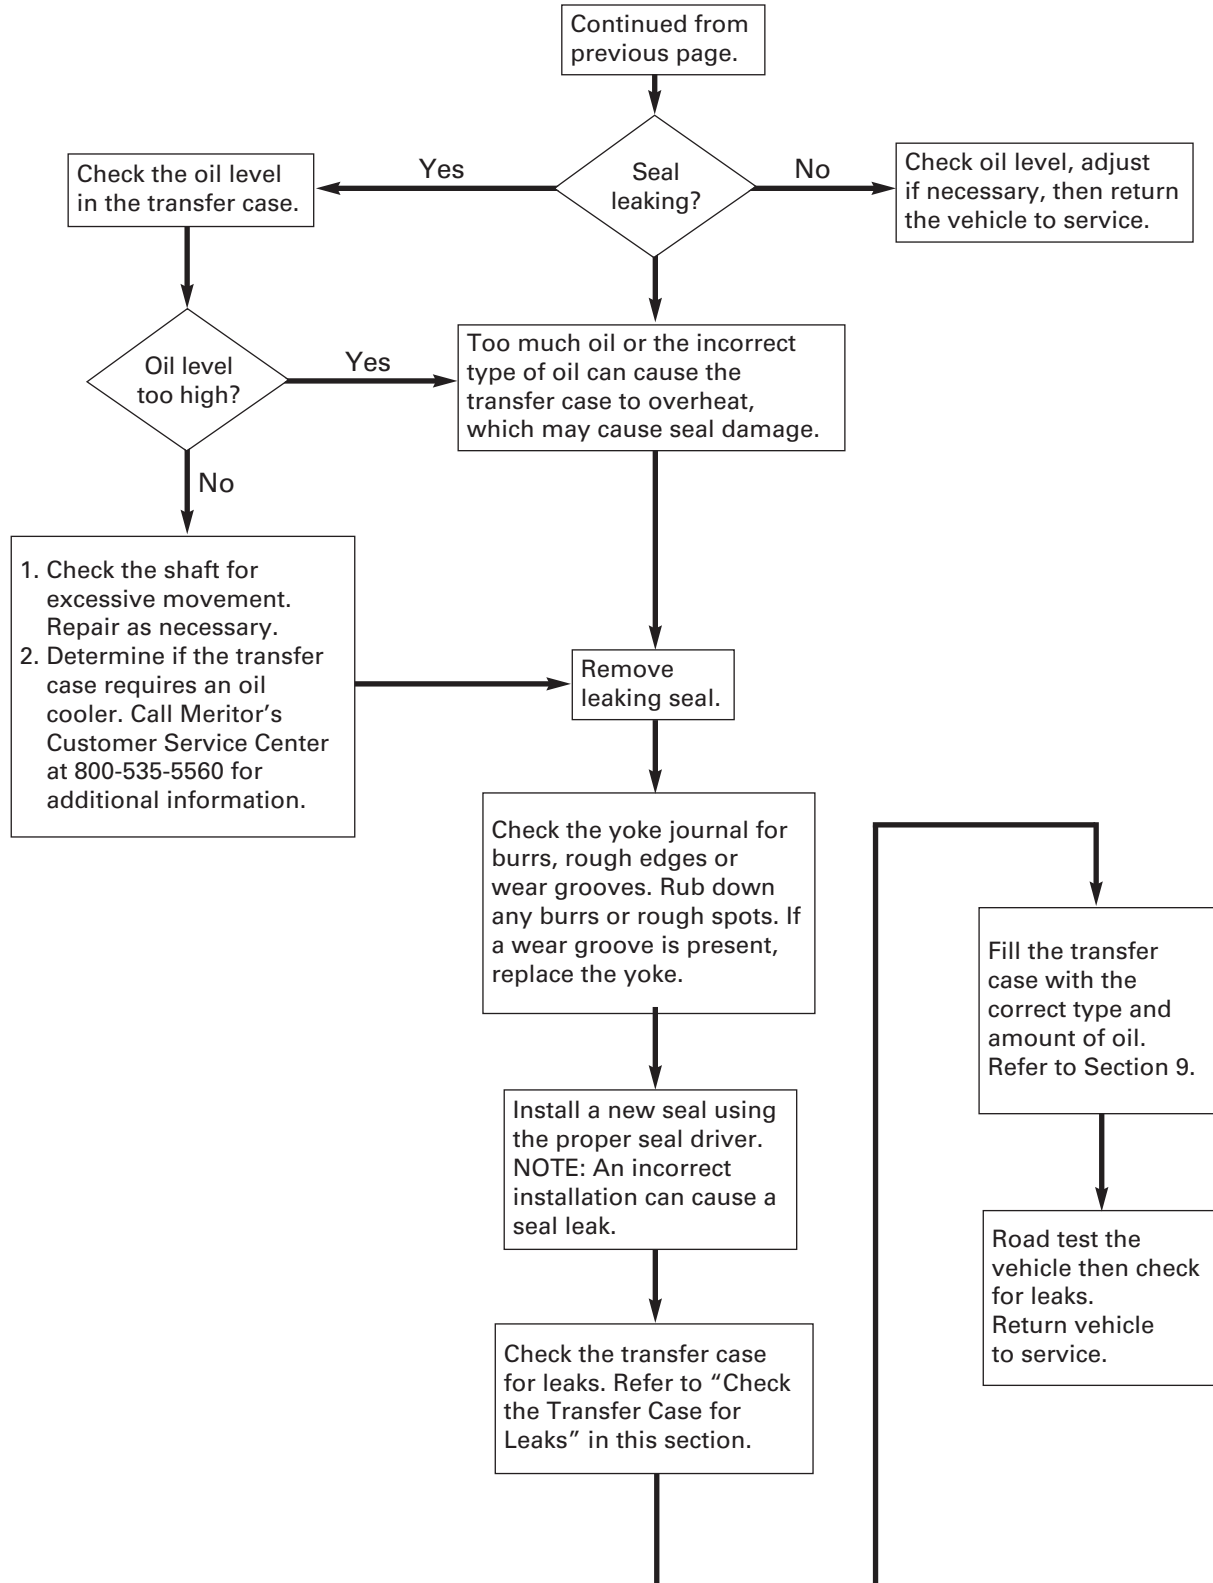 Continued from
previous page.
Seal
leaking?
Yes
No
Check the oil level
in the transfer case.
Check oil level, adjust
if necessary, then return
the vehicle to service.
Oil level
too high?
Yes
No
Too much oil or the incorrect
type of oil can cause the
transfer case to overheat,
which may cause seal damage.
1. Check the shaft for
excessive movement.
Repair as necessary.
2. Determine if the transfer
case requires an oil
cooler. Call Meritor’s
Customer Service Center
at 800-535-5560 for
additional information.
Remove
leaking seal.
Check the yoke journal for
burrs, rough edges or
wear grooves. Rub down
any burrs or rough spots. If
a wear groove is present,
replace the yoke.
Install a new seal using
the proper seal driver.
NOTE: An incorrect
installation can cause a
seal leak.
Check the transfer case
for leaks. Refer to “Check
the Transfer Case for
Leaks” in this section.
Fill the transfer
case with the
correct type and
amount of oil.
Refer to Section 9.
Road test the
vehicle then check
for leaks.
Return vehicle
to service.